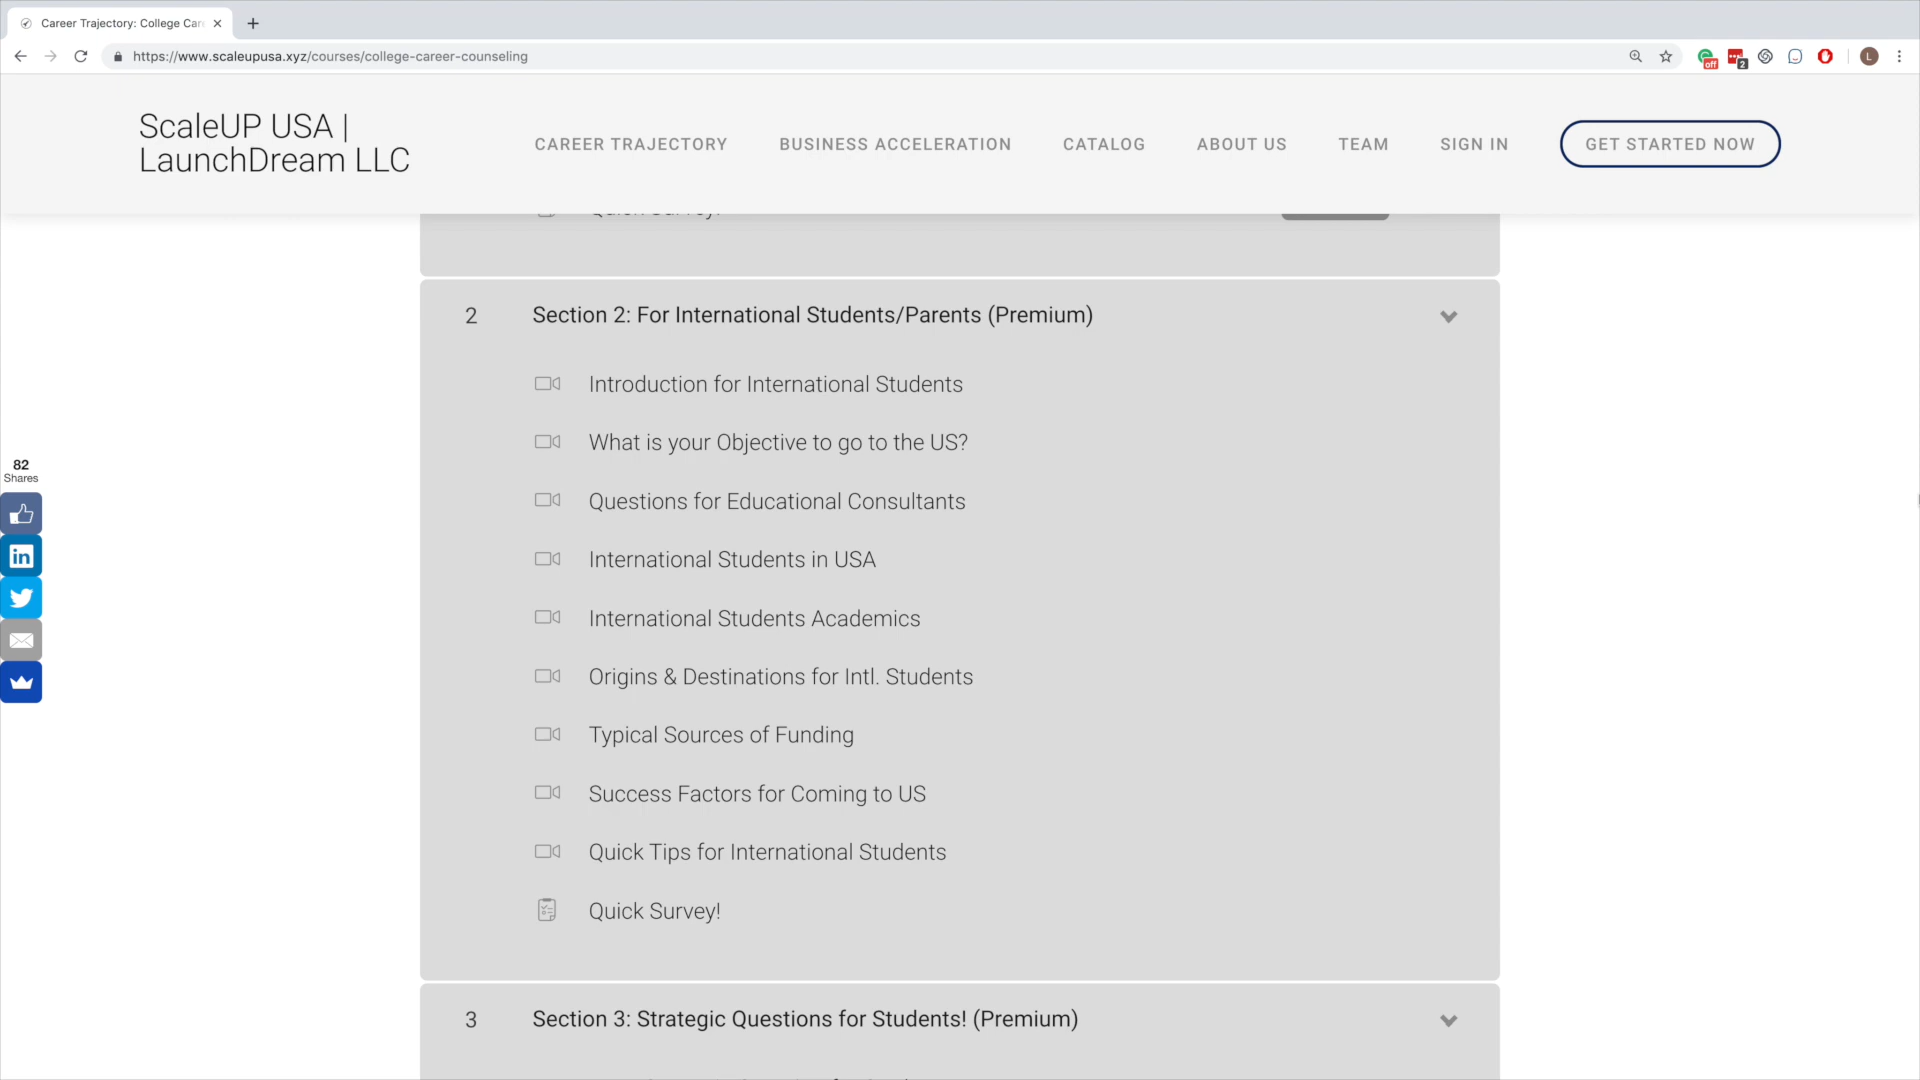 Career Trajectory: College Car
https://www.scaleupusa.xyz/courses/college-career-counseling
off
2
L
ScaleUP USA |
LaunchDream LLC
CAREER TRAJECTORY
BUSINESS ACCELERATION
CATALOG
ABOUT US
TEAM
SIGN IN
GET STARTED NOW
2
Section 2: For International Students/Parents (Premium)
Introduction for International Students
What is your Objective to go to the US?
Questions for Educational Consultants
International Students in USA
International Students Academics
Origins & Destinations for Intl. Students
Typical Sources of Funding
Success Factors for Coming to US
Quick Tips for International Students
Quick Survey!
82
Shares
in
3
Section 3: Strategic Questions for Students! (Premium)